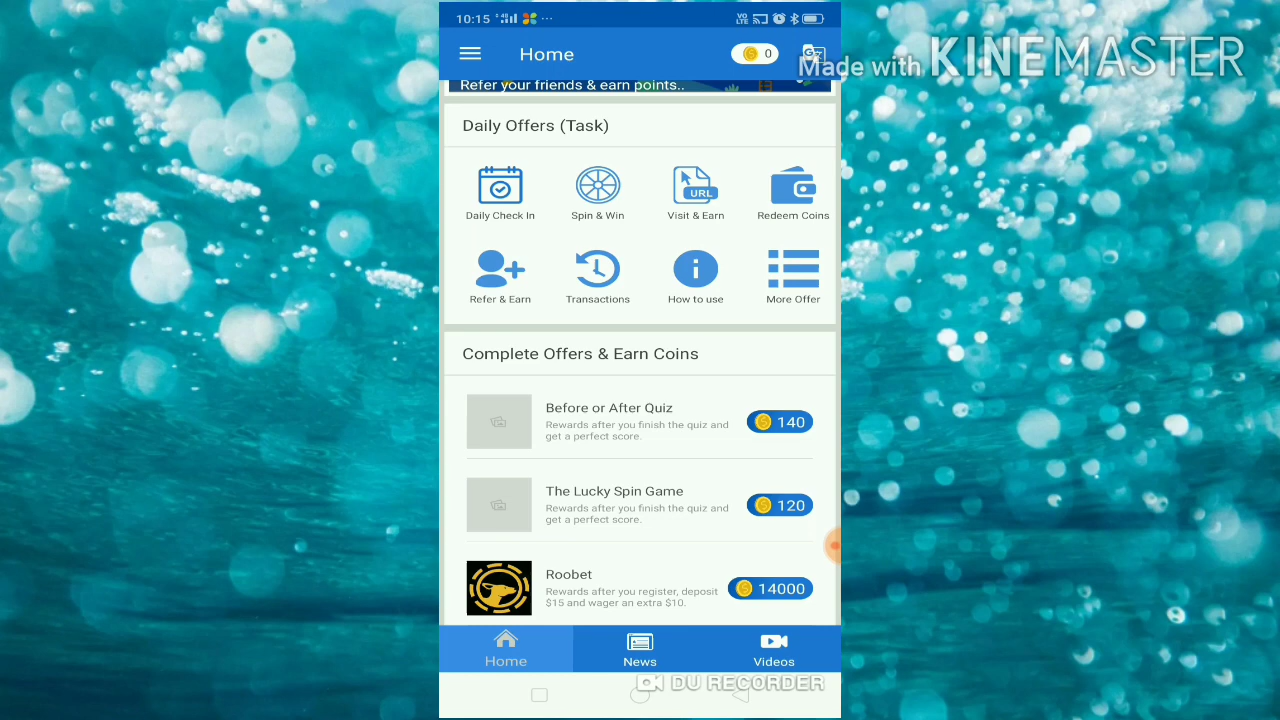 10:15
4G
VO
LTE
Home
0
G
Made with KINEMASTER
Refer your friends & earn points..
Daily Offers (Task)
URL
Daily Check In
Spin & Win
Visit & Earn
Redeem Coins
Refer & Earn
Transactions
How to use
More Offer
Complete Offers & Earn Coins
Before or After Quiz
Rewards after you finish the quiz and
get a perfect score.
140
The Lucky Spin Game
Rewards after you finish the quiz and
get a perfect score.
120
Roobet
Rewards after you register, deposit
$15 and wager an extra $10.
14000
Home
News
Videos
DU RECORDER